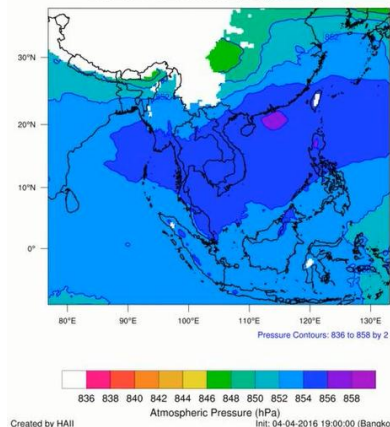 30°N
20°N
10°N
0°
80°E 90°E 100°E 110°E 120°E 130°E
Pressure Contours: 836 to 858 by 2
836 838 840 842 844 846 848 850 852 854 856 858
Atmospheric Pressure (hPa)
Created by HAII
Init: 04-04-2016 19:00:00 (Bangko